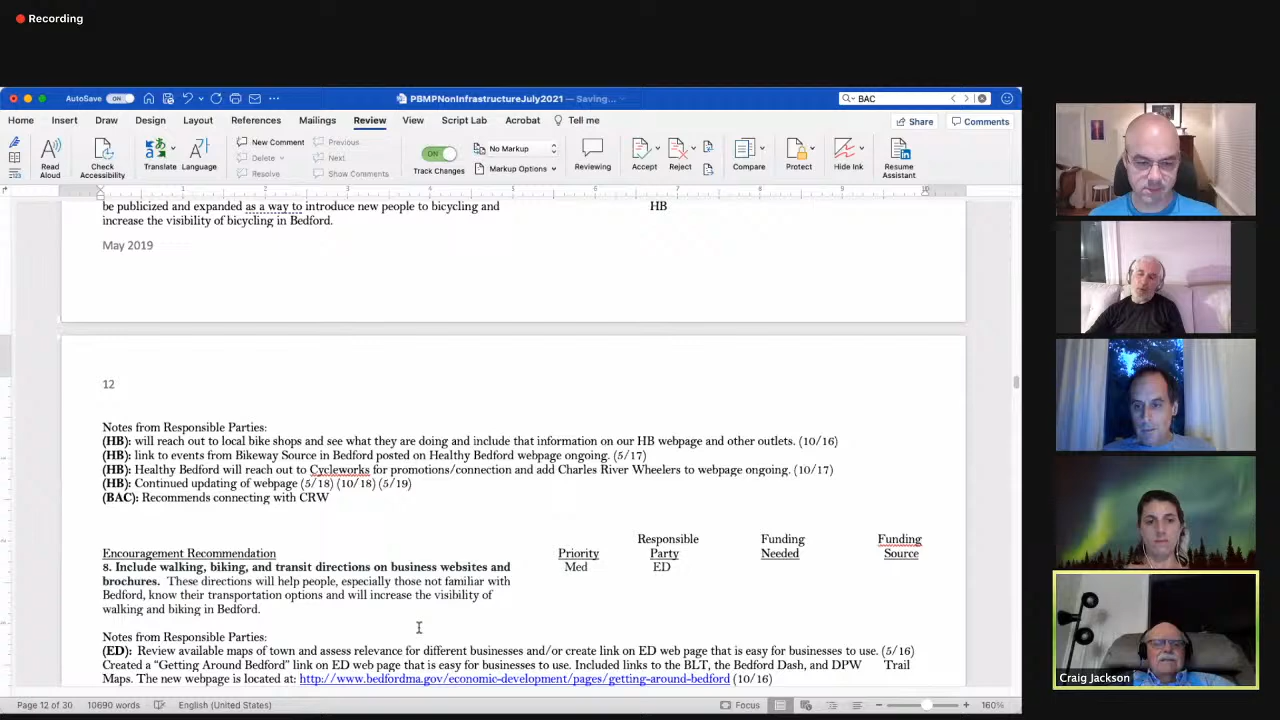 Recording
AutoSave ON
PBMPNonInfrastructureJuly2021 — Saving...
BAC
Home Insert Draw Design Layout References Mailings Review View Script Lab Acrobat Tell me
Share Comments
Read Aloud
Check Accessibility
Translate
Language
New Comment
Delete
Resolve
Previous
Next
Show Comments
ON
Track Changes
No Markup
Markup Options
Reviewing
Accept
Reject
Compare
Protect
Hide Ink
Resume Assistant
be publicized and expanded as a way to introduce new people to bicycling and HB
increase the visibility of bicycling in Bedford.
May 2019
12
Notes from Responsible Parties:
(HB): will reach out to local bike shops and see what they are doing and include that information on our HB webpage and other outlets. (10/16)
(HB): link to events from Bikeway Source in Bedford posted on Healthy Bedford webpage ongoing. (5/17)
(HB): Healthy Bedford will reach out to Cycleworks for promotions/connection and add Charles River Wheelers to webpage ongoing. (10/17)
(HB): Continued updating of webpage (5/18) (10/18) (5/19)
(BAC): Recommends connecting with CRW
Responsible Funding Funding
Encouragement Recommendation Priority Party Needed Source
8. Include walking, biking, and transit directions on business websites and Med ED
brochures. These directions will help people, especially those not familiar with
Bedford, know their transportation options and will increase the visibility of
walking and biking in Bedford.
Notes from Responsible Parties:
(ED): Review available maps of town and assess relevance for different businesses and/or create link on ED web page that is easy for businesses to use. (5/16)
Created a “Getting Around Bedford” link on ED web page that is easy for businesses to use. Included links to the BLT, the Bedford Dash, and DPW Trail
Maps. The new webpage is located at: http://www.bedfordma.gov/economic-development/pages/getting-around-bedford (10/16)
Page 12 of 30 10690 words English (United States) Focus 160%
Craig Jackson